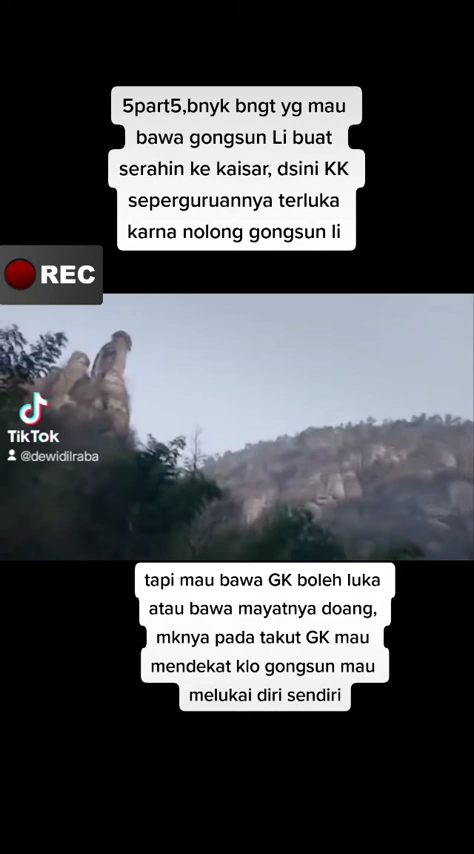 5part5,bnyk bngt yg mau
bawa gongsun Li buat
serahin ke kaisar, dsini KK
seperguruannya terluka
karna nolong gongsun li
REC
TikTok
@dewidilraba
tapi mau bawa GK boleh luka
atau bawa mayatnya doang,
mknya pada takut GK mau
mendekat klo gongsun mau
melukai diri sendiri